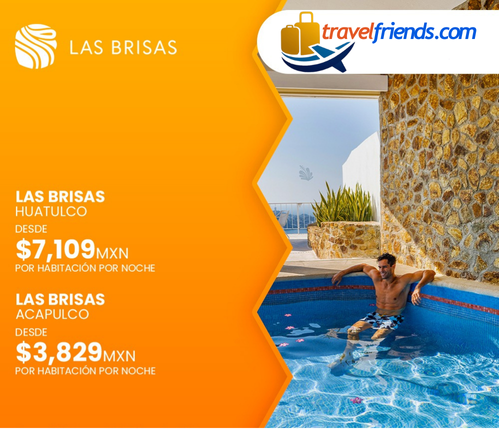 LAS BRISAS
travelfriends.com
LAS BRISAS
HUATULCO
DESDE
$7,109MXN
POR HABITACIÓN POR NOCHE
LAS BRISAS
ACAPULCO
DESDE
$3,829MXN
POR HABITACIÓN POR NOCHE